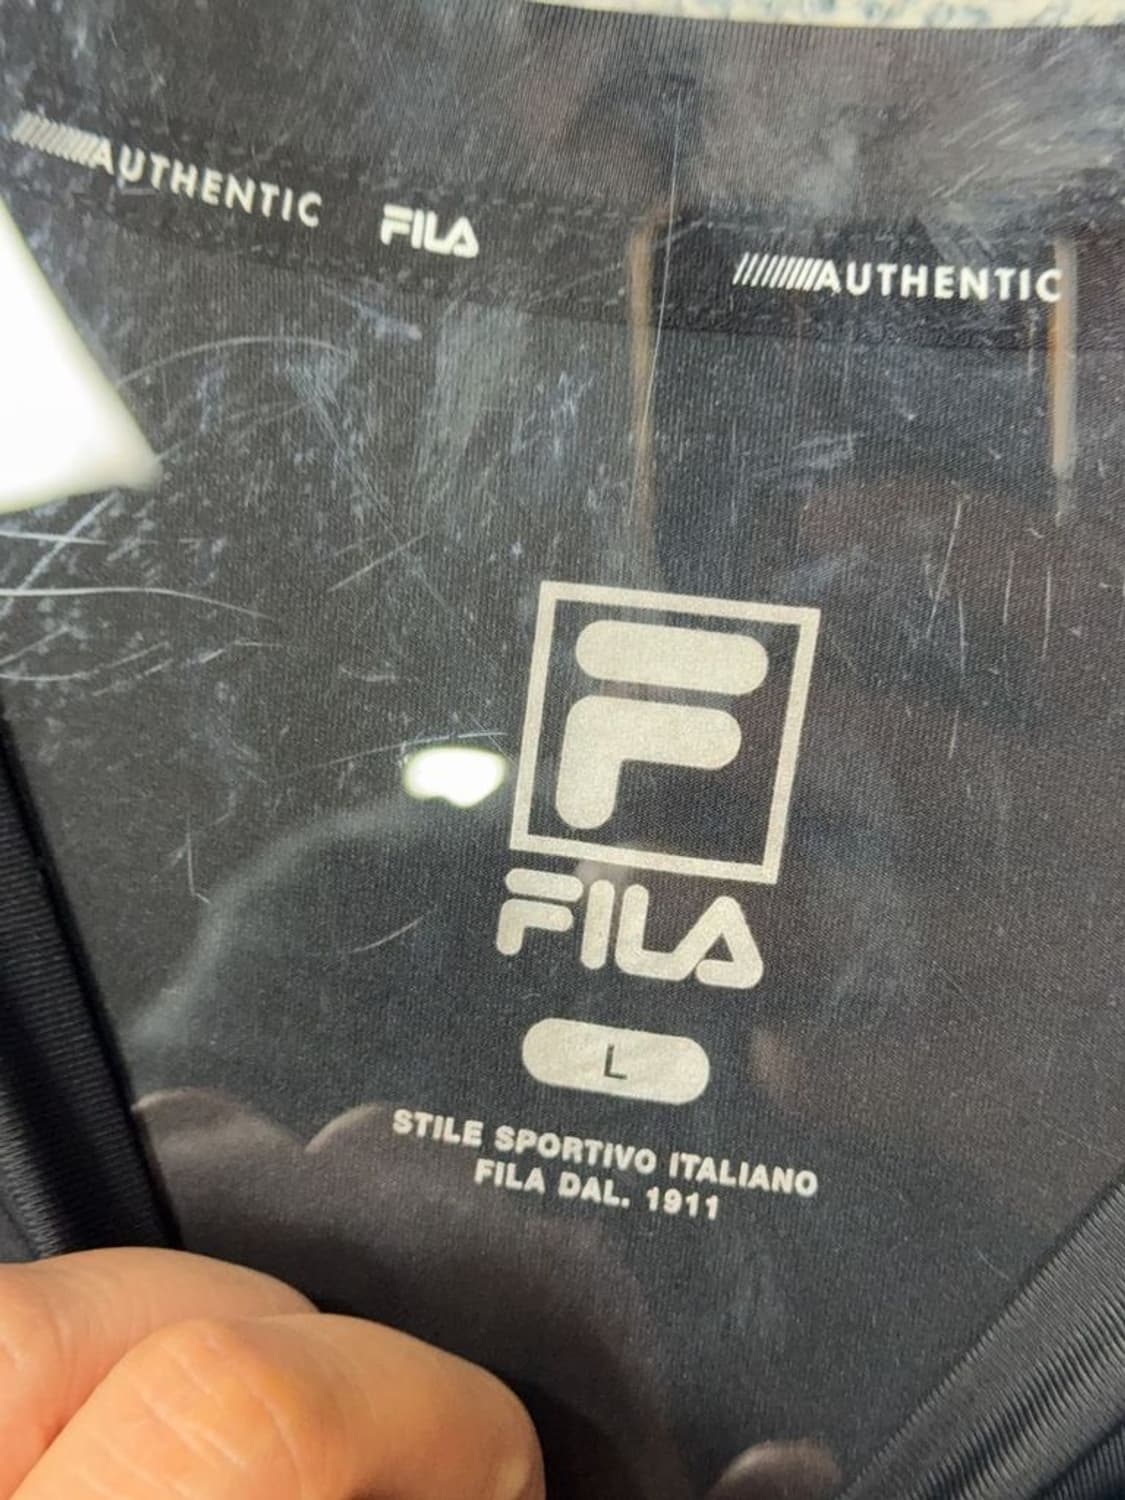 AUTHENTIC FILA AUTHENTIC
F
FILA
L
STILE SPORTIVO ITALIANO
FILA DAL. 1911